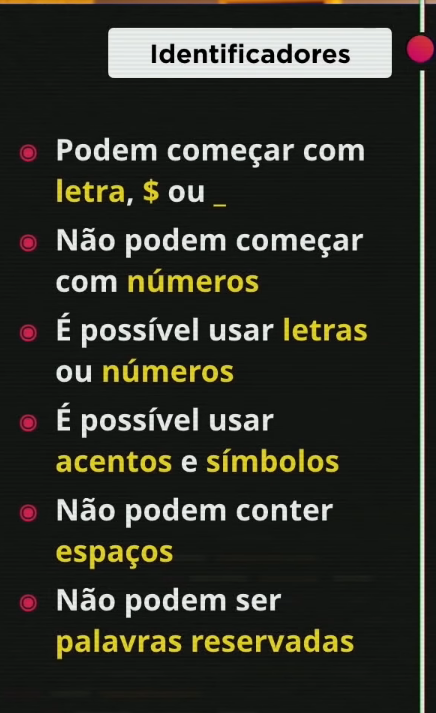 Identificadores
Podem começar com
letra, $ ou _
Não podem começar
com números
É possível usar letras
ou números
É possível usar
acentos e símbolos
Não podem conter
espaços
Não podem ser
palavras reservadas